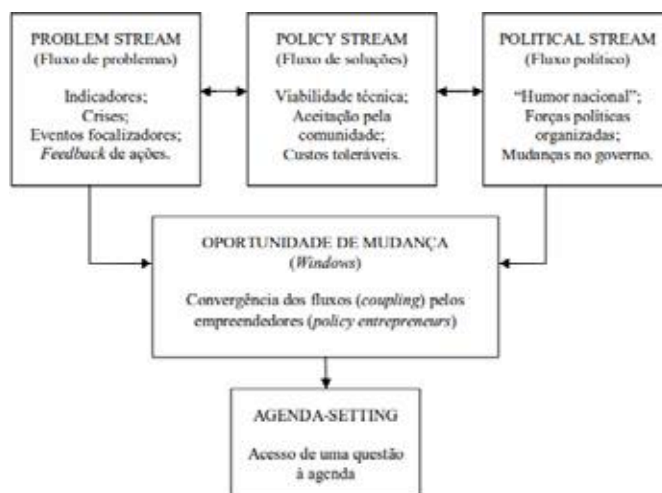 PROBLEM STREAM
(Fluxo de problemas)
Indicadores;
Crises;
Eventos focalizadores;
Feedback de ações.
POLICY STREAM
(Fluxo de soluções)
Viabilidade técnica;
Aceitação pela
comunidade;
Custos toleráveis.
POLITICAL STREAM
(Fluxo político)
“Humor nacional”;
Forças políticas
organizadas;
Mudanças no governo.
OPORTUNIDADE DE MUDANÇA
(Windows)
Convergência dos fluxos (coupling) pelos
empreendedores (policy entrepreneurs)
AGENDA-SETTING
Acesso de uma questão
à agenda